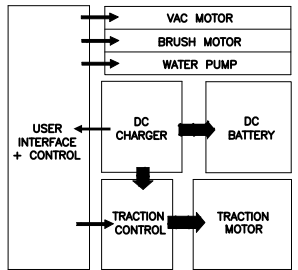 VAC MOTOR
BRUSH MOTOR
WATER PUMP
USER
INTERFACE
+ CONTROL
DC
CHARGER
DC
BATTERY
TRACTION
CONTROL
TRACTION
MOTOR